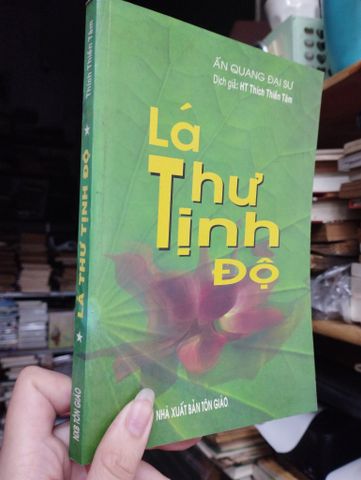 ẤN QUANG ĐẠI SƯ
Dịch giả: HT Thích Thiền Tâm
Lá
Thư
Tịnh
Độ
NHÀ XUẤT BẢN TÔN GIÁO
Thích Thiền Tâm
LÁ THƯ TỊNH ĐỘ
NXB TÔN GIÁO